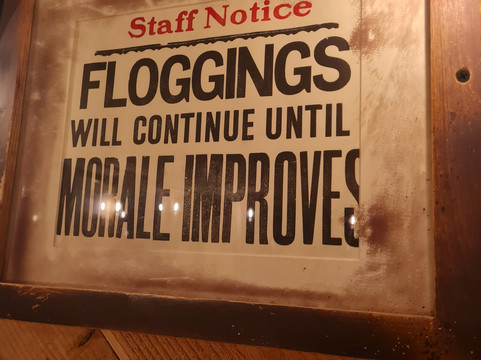 Staff Notice
FLOGGINGS
WILL CONTINUE UNTIL
MORALE IMPROVES